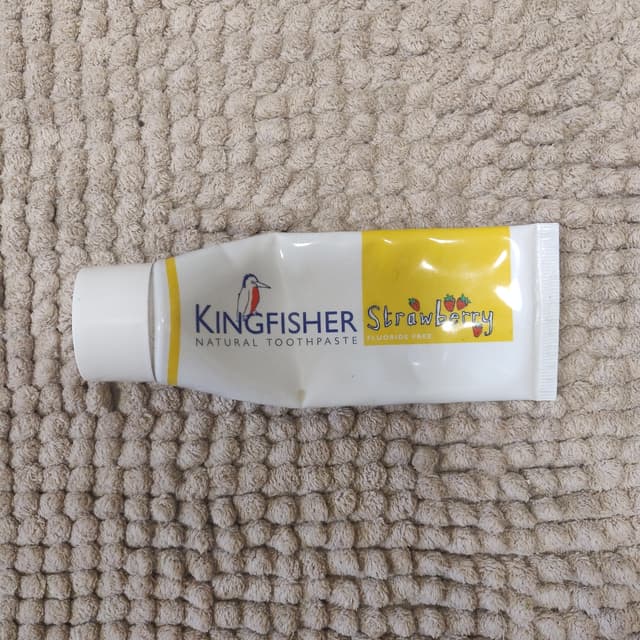 KINGFISHER
NATURAL TOOTHPASTE
Strawberry
FLUORIDE FREE